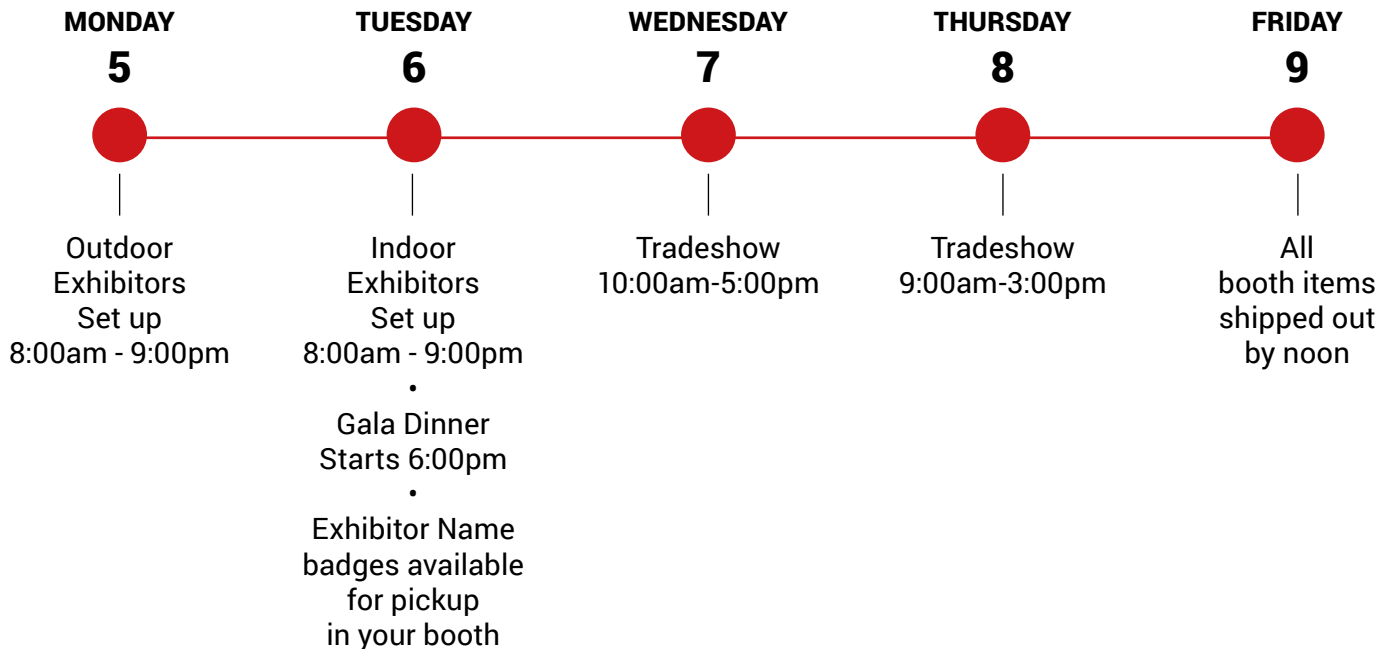 MONDAY
5
Outdoor
Exhibitors
Set up
8:00am - 9:00pm
TUESDAY
6
Indoor
Exhibitors
Set up
8:00am - 9:00pm
•
Gala Dinner
Starts 6:00pm
•
Exhibitor Name
badges available
for pickup
in your booth
WEDNESDAY
7
Tradeshow
10:00am-5:00pm
THURSDAY
8
Tradeshow
9:00am-3:00pm
FRIDAY
9
All
booth items
shipped out
by noon